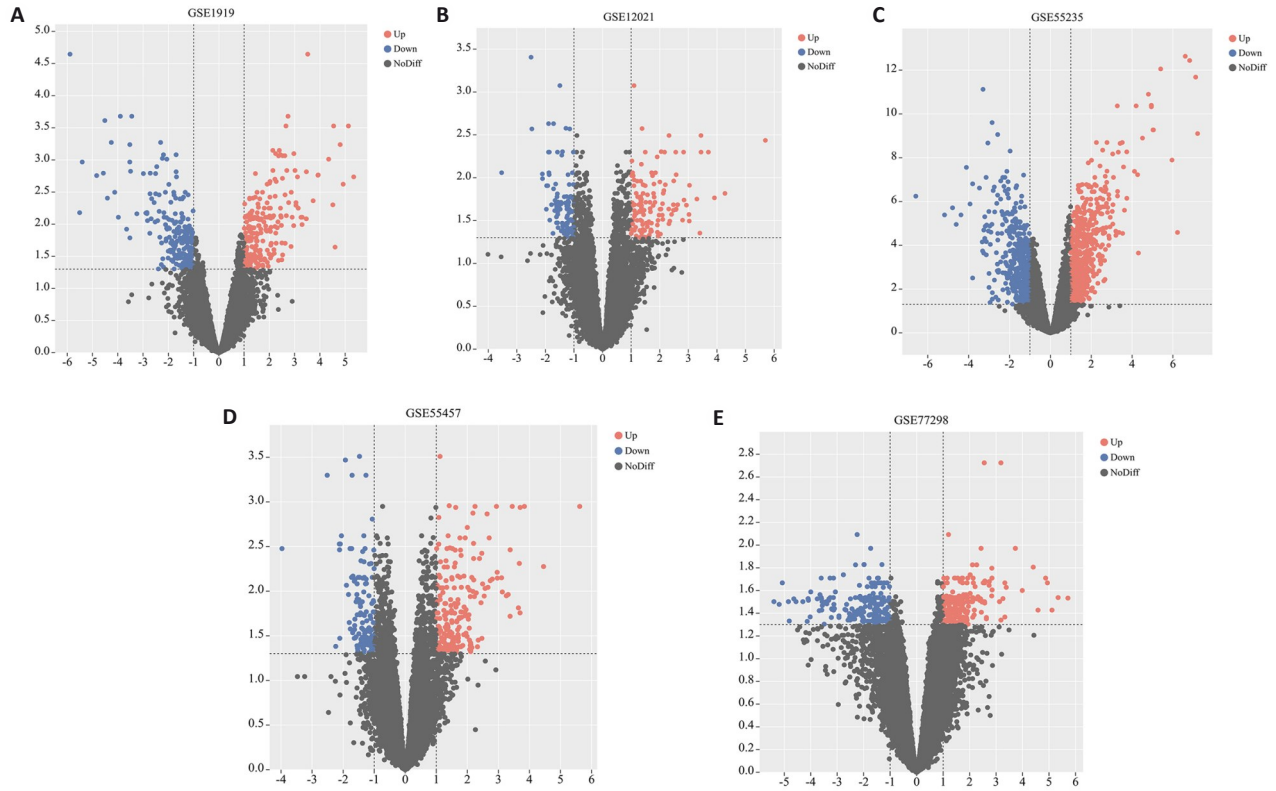 A
GSE1919
5.0
4.5
4.0
3.5
3.0
2.5
2.0
1.5
1.0
0.5
0.0
-6 -5 -4 -3 -2 -1 0 1 2 3 4 5
Up
Down
NoDiff
B
GSE12021
3.5
3.0
2.5
2.0
1.5
1.0
0.5
0.0
-4 -3 -2 -1 0 1 2 3 4 5 6
Up
Down
NoDiff
C
GSE55235
12
10
8
6
4
2
0
-6 -4 -2 0 2 4 6
Up
Down
NoDiff
D
GSE55457
3.5
3.0
2.5
2.0
1.5
1.0
0.5
0.0
-4 -3 -2 -1 0 1 2 3 4 5 6
Up
Down
NoDiff
E
GSE77298
2.8
2.6
2.4
2.2
2.0
1.8
1.6
1.4
1.2
1.0
0.8
0.6
0.4
0.2
0.0
-5 -4 -3 -2 -1 0 1 2 3 4 5 6
Up
Down
NoDiff